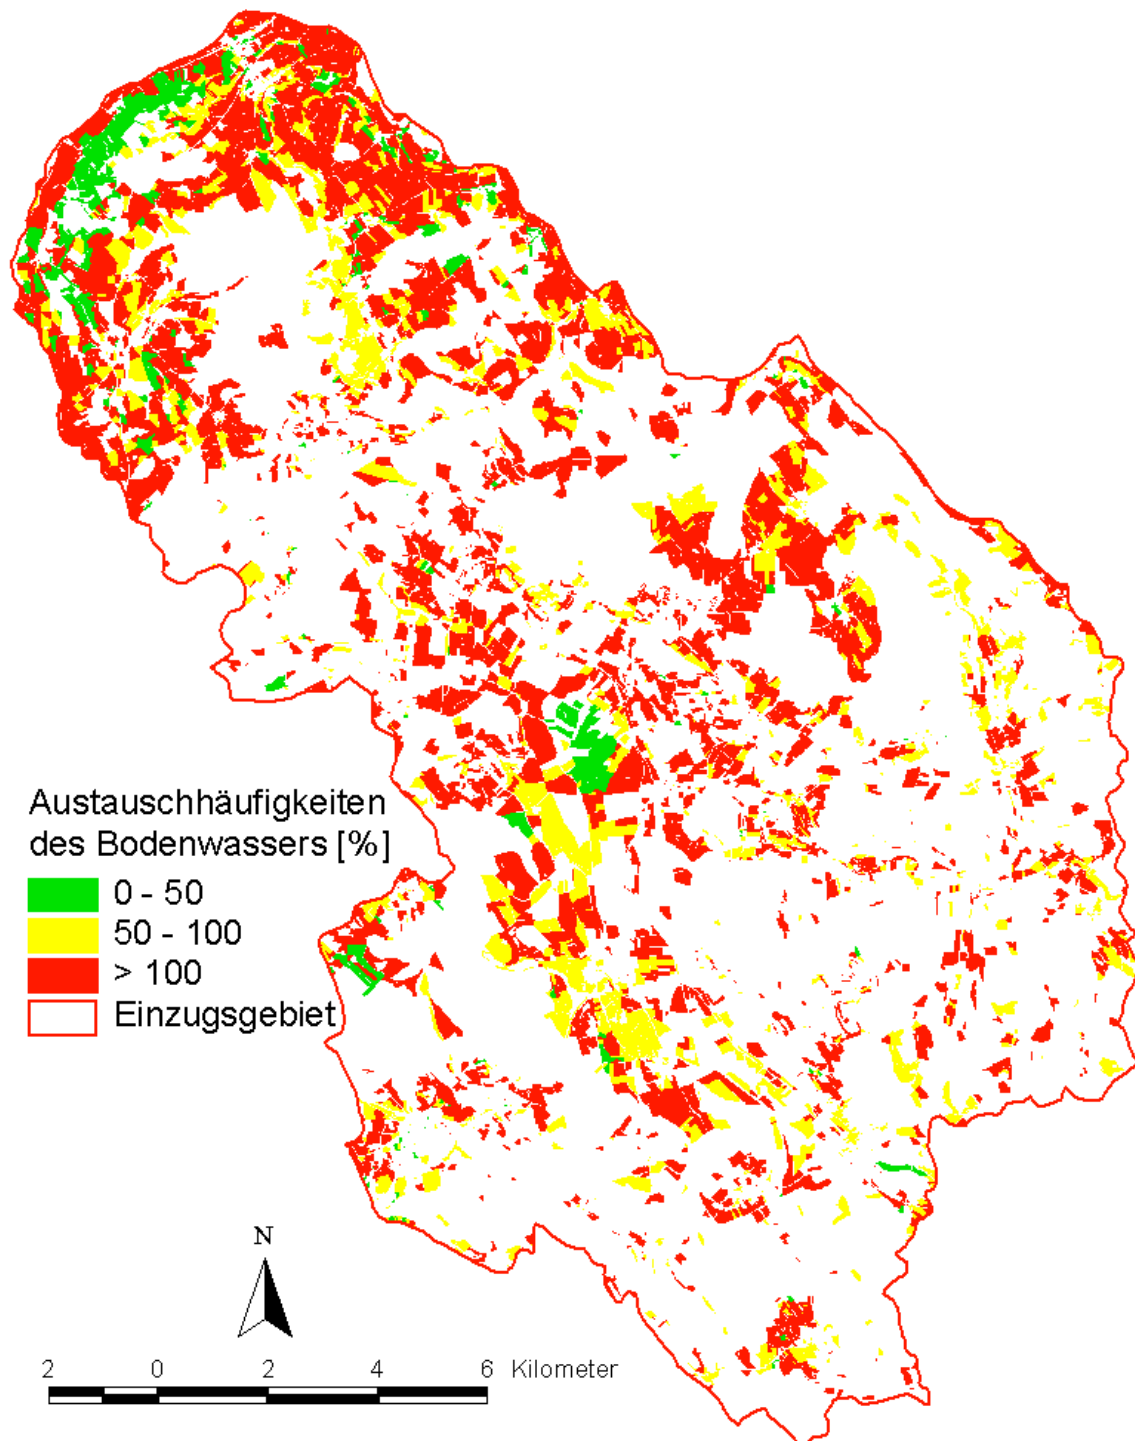 Austauschhäufigkeiten
des Bodenwassers [%]
0 - 50
50 - 100
> 100
Einzugsgebiet
N
2 0 2 4 6 Kilometer